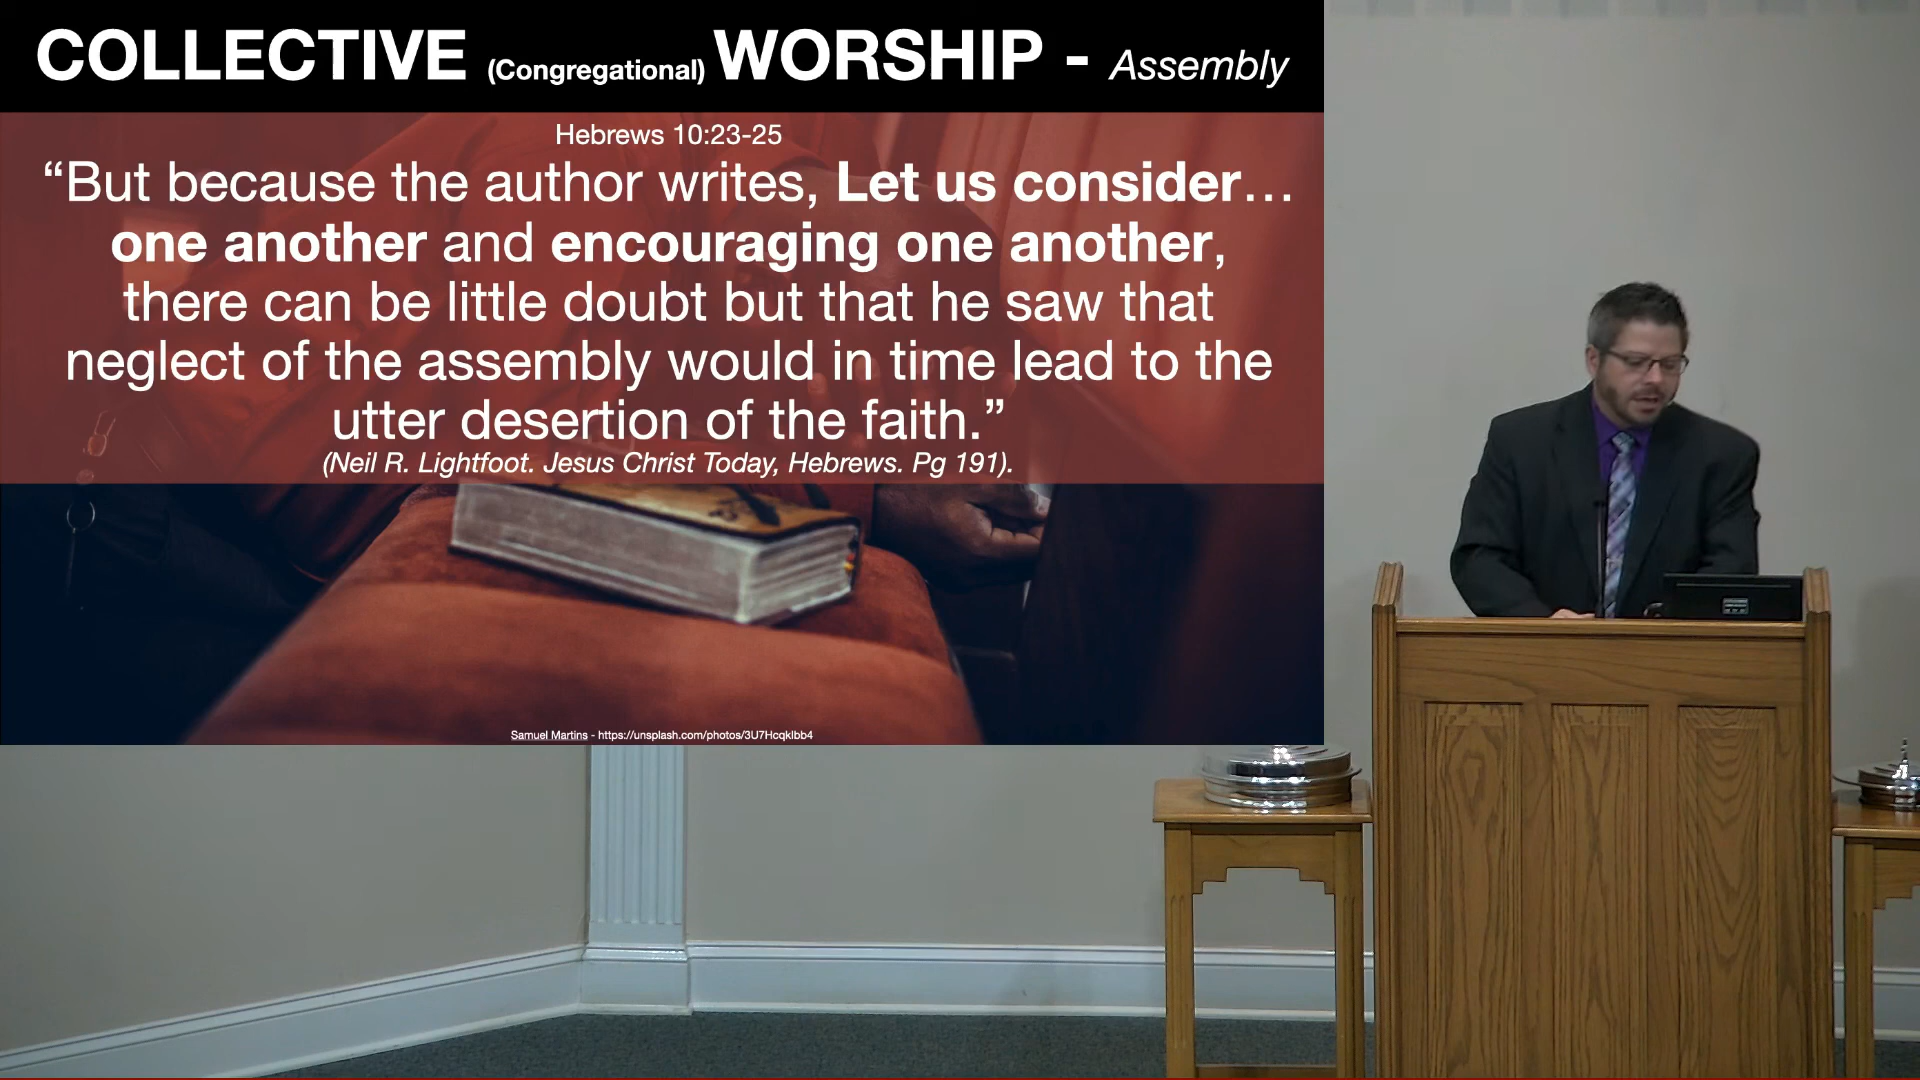 COLLECTIVE (Congregational) WORSHIP - Assembly
Hebrews 10:23-25
“But because the author writes, Let us consider…
one another and encouraging one another,
there can be little doubt but that he saw that
neglect of the assembly would in time lead to the
utter desertion of the faith.”
(Neil R. Lightfoot. Jesus Christ Today, Hebrews. Pg 191).
Samuel Martins - https://unsplash.com/photos/3U7HcqkIbb4